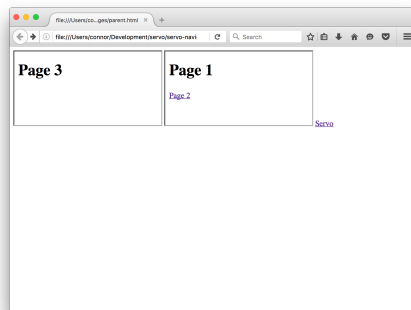 file:///Users/co...ges/parent.html
file:///Users/connor/Development/servo/servo-navi
Search
Page 3
Page 1
Page 2
Servo